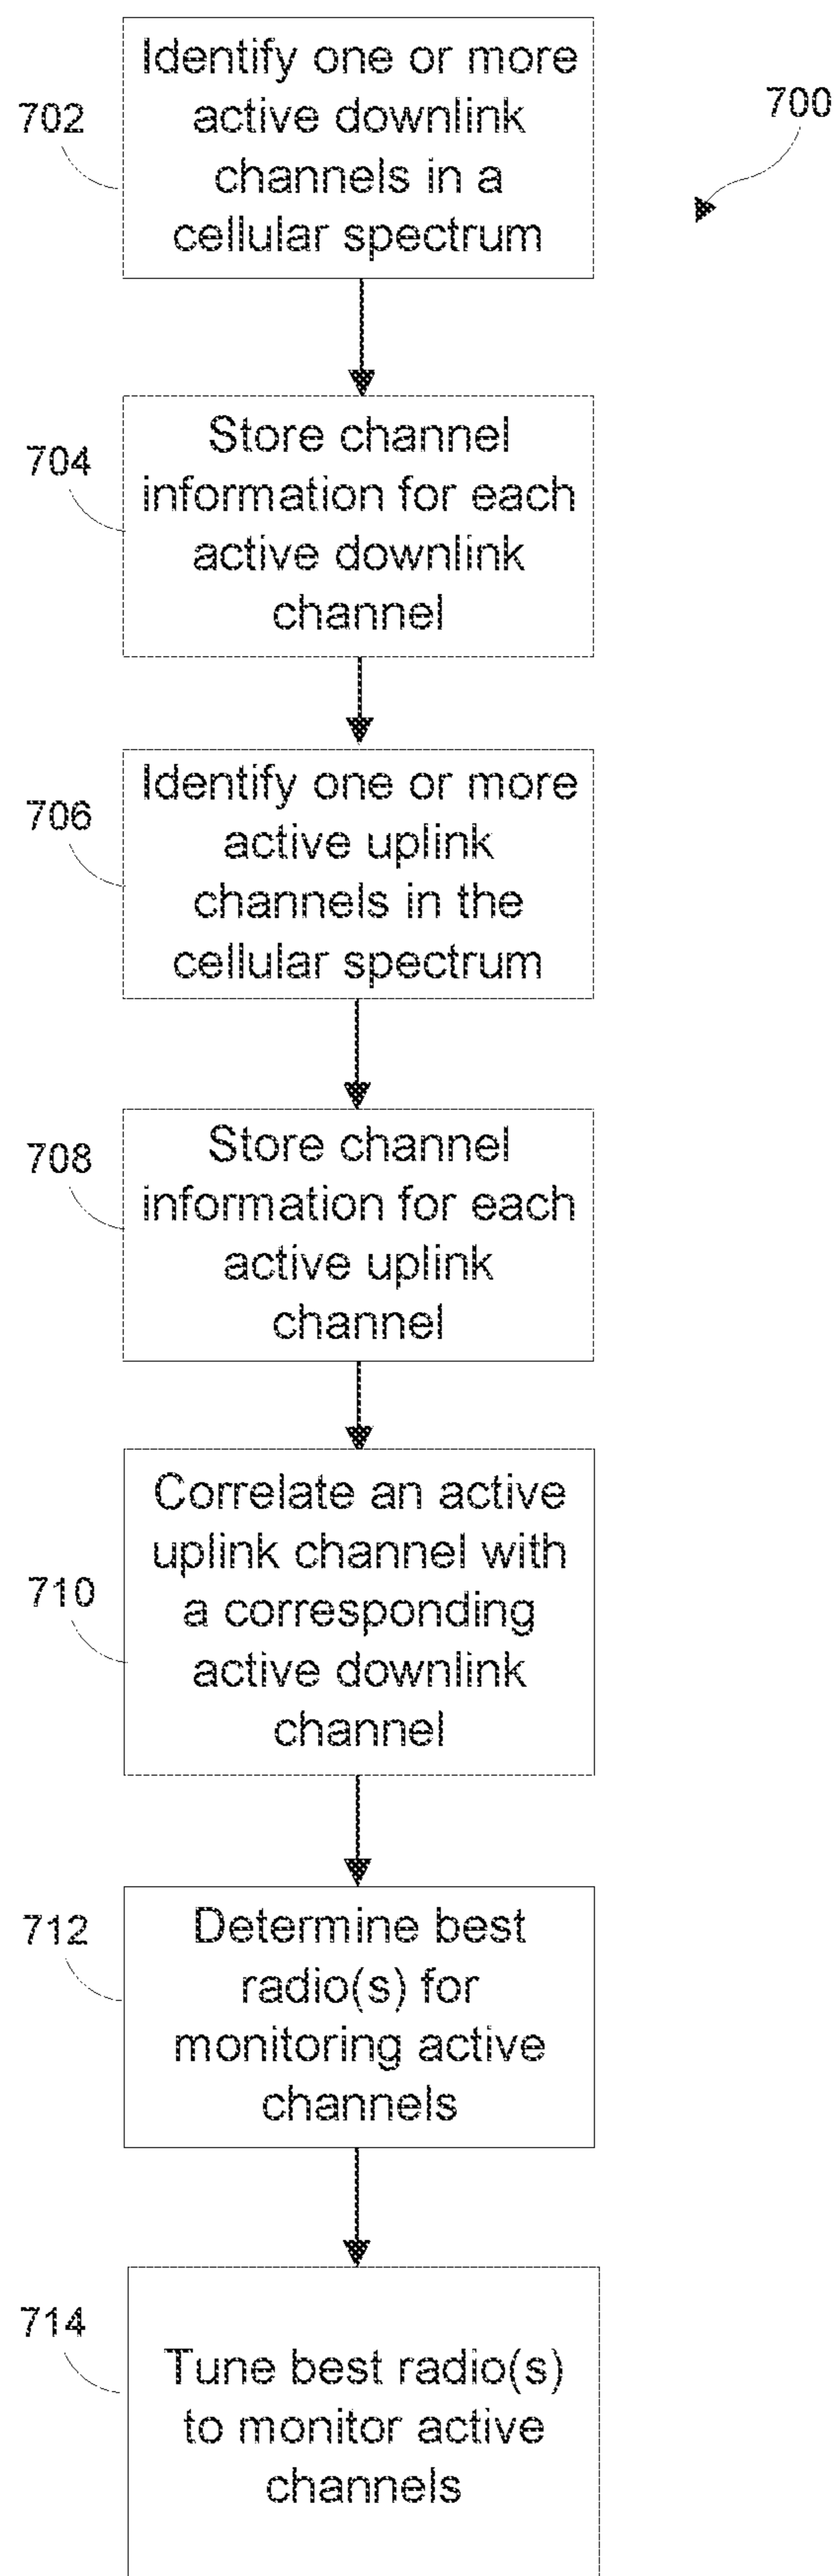 Identify one or more
active downlink
channels in a
cellular spectrum
702
700
Store channel
information for each
active downlink
channel
704
Identify one or more
active uplink
channels in the
cellular spectrum
706
Store channel
information for each
active uplink
channel
708
Correlate an active
uplink channel with
a corresponding
active downlink
channel
710
Determine best
radio(s) for
monitoring active
channels
712
Tune best radio(s)
to monitor active
channels
714